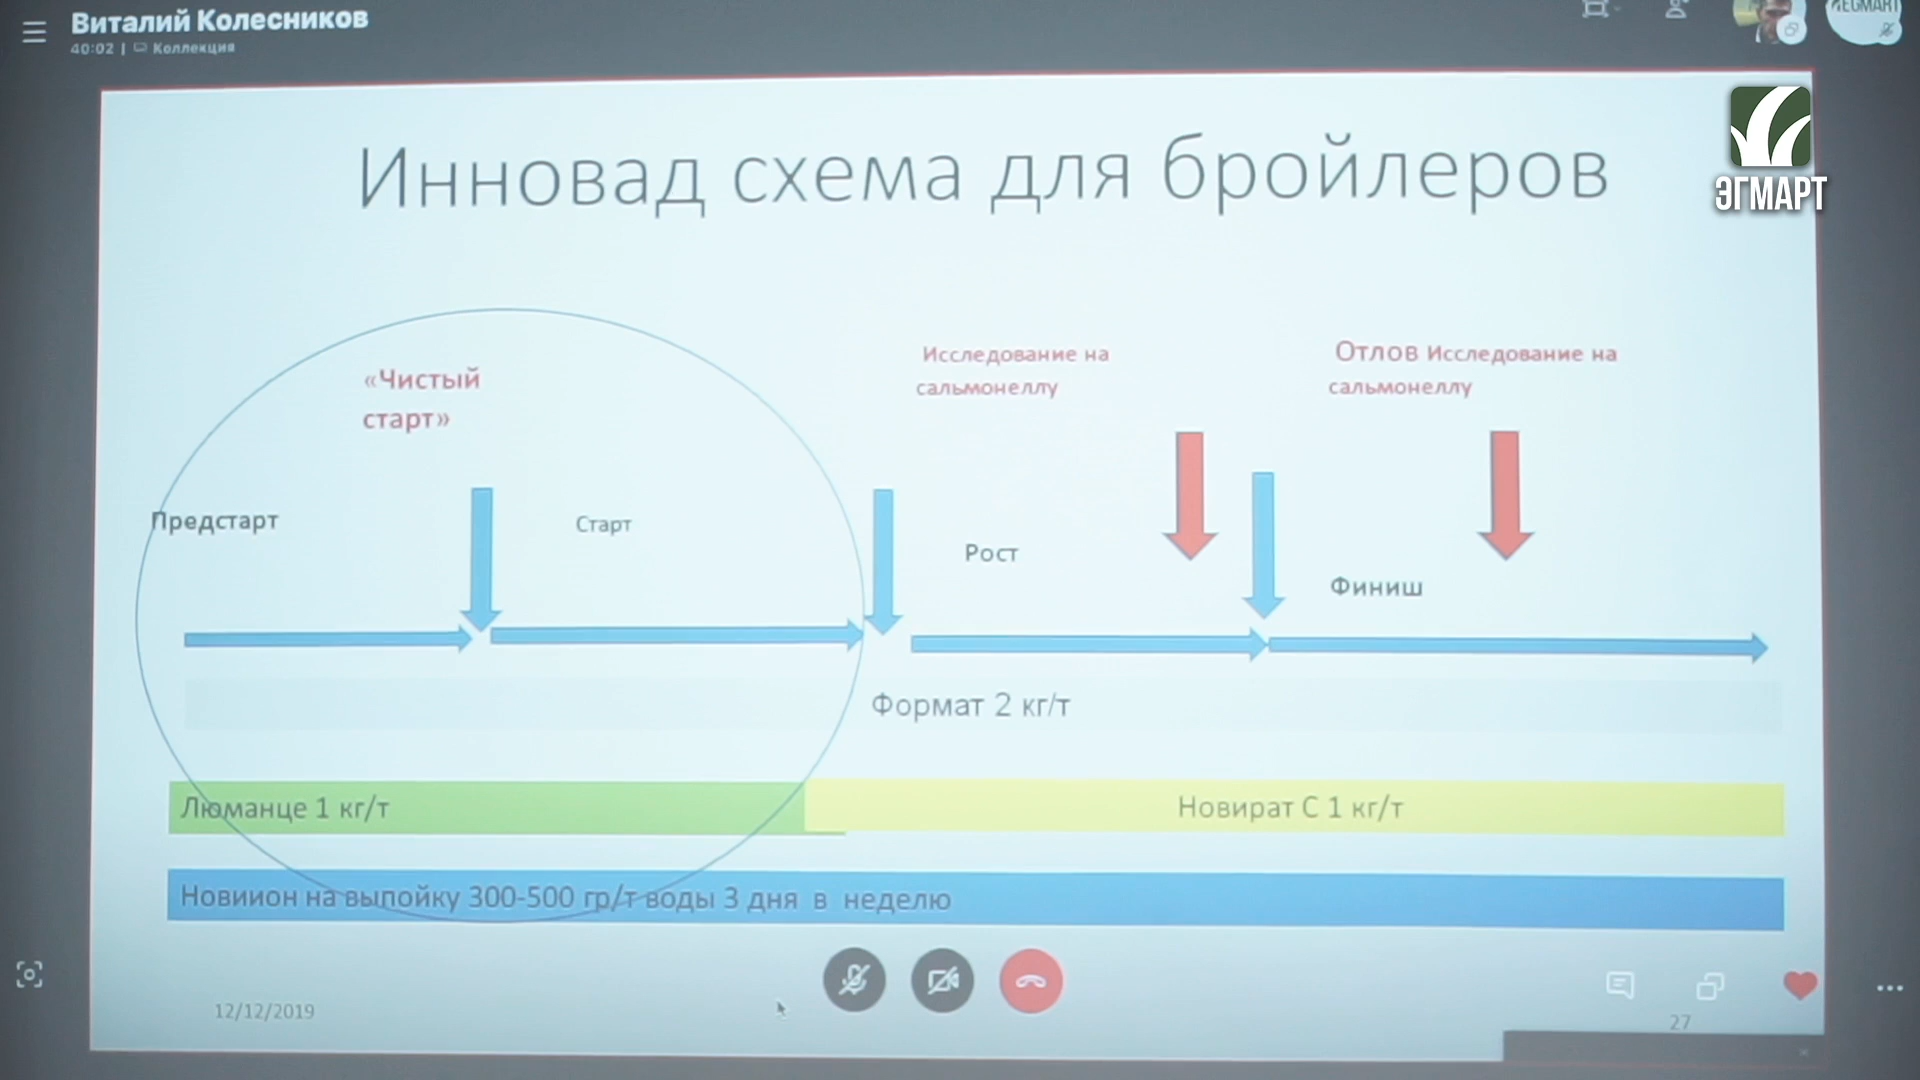 Виталий Колесников
40:02 | Коллекция
EGMART
ЭГМАРТ
Инновад схема для бройлеров
«Чистый
старт»
Исследование на
сальмонеллу
Отлов Исследование на
сальмонеллу
Предстарт
Старт
Рост
Финиш
Формат 2 кг/т
Люманце 1 кг/т
Новират С 1 кг/т
Новиион на выпойку 300-500 гр/т воды 3 дня в неделю
12/12/2019
27